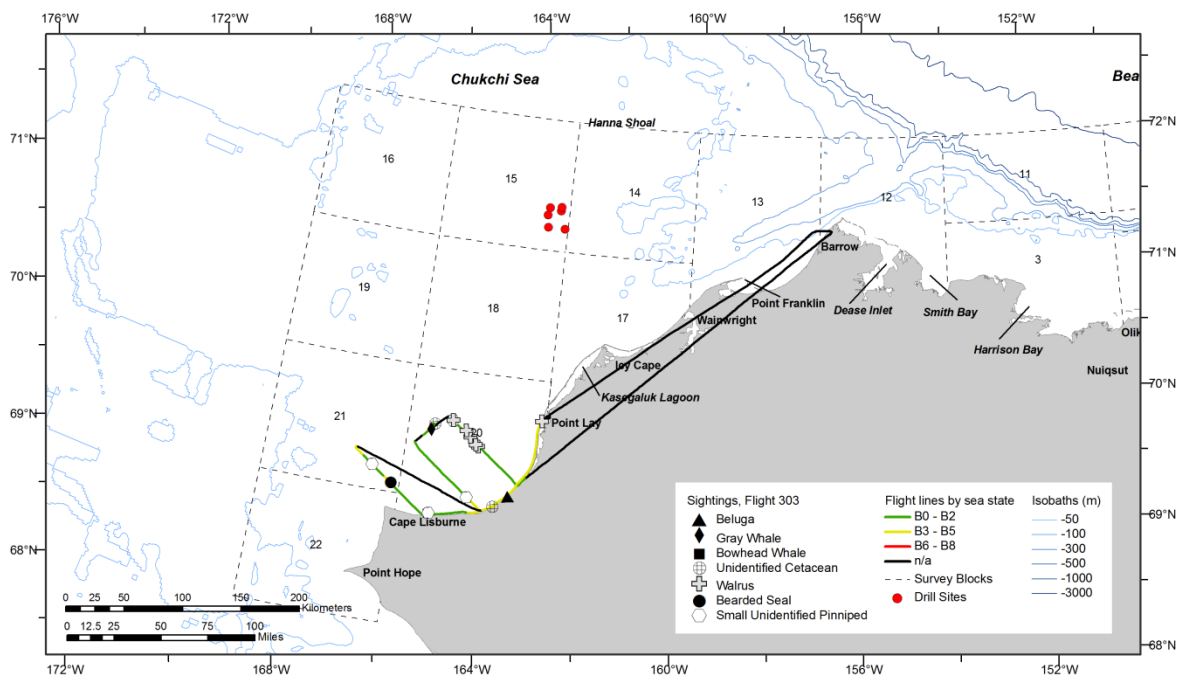 176°W 172°W 168°W 164°W 160°W 156°W 152°W
Chukchi Sea
Bea
72°N
71°N
Hanna Shoal
16
15
14
13
12
11
3
71°N
70°N
Barrow
19
18
17
Point Franklin
Wainwright
Dease Inlet
Smith Bay
Harrison Bay
Olik
Nuiqsut
Icy Cape
Kasegaluk Lagoon
70°N
69°N
21
20
Point Lay
Cape Lisburne
69°N
68°N
22
Point Hope
Sightings, Flight 303
Beluga
Gray Whale
Bowhead Whale
Unidentified Cetacean
Walrus
Bearded Seal
Small Unidentified Pinniped
Flight lines by sea state
B0 - B2
B3 - B5
B6 - B8
n/a
Survey Blocks
Drill Sites
Isobaths (m)
-50
-100
-300
-500
-1000
-3000
0 25 50 100 150 200
Kilometers
0 12.5 25 50 75 100
Miles
68°N
172°W 168°W 164°W 160°W 156°W 152°W